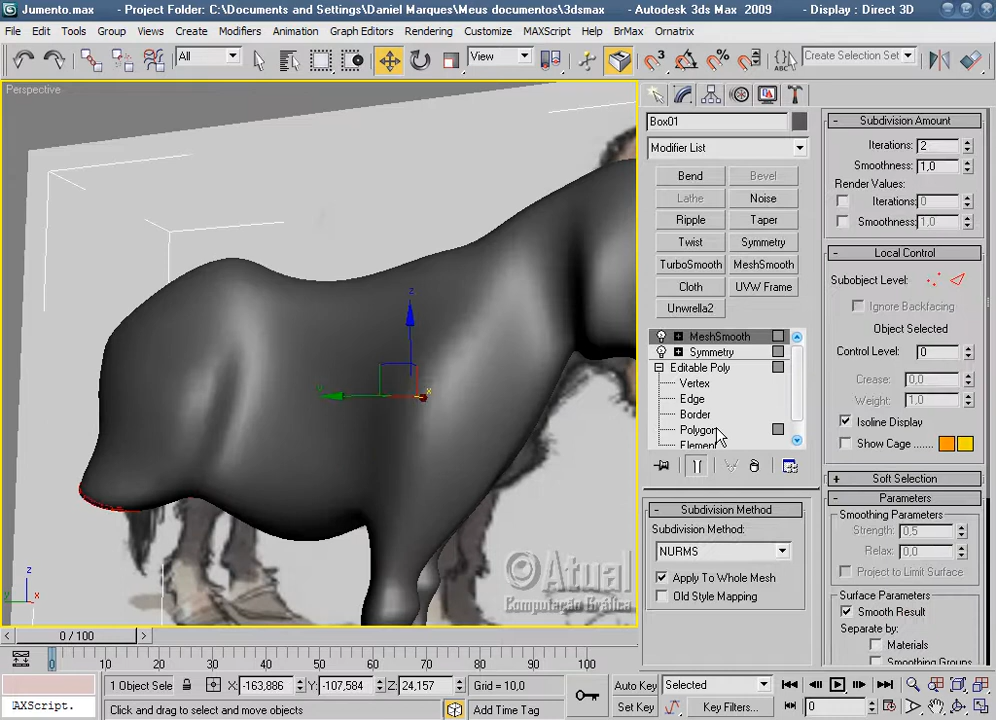 Jumento.max - Project Folder: C:\Documents and Settings\Daniel Marques\Meus documentos\3dsmax - Autodesk 3ds Max 2009 - Display : Direct 3D
File Edit Tools Group Views Create Modifiers Animation Graph Editors Rendering Customize MAXScript Help BrMax Ornatrix
All View Create Selection Set
Perspective
Box01
Modifier List
Bend Bevel
Lathe Noise
Ripple Taper
Twist Symmetry
TurboSmooth MeshSmooth
Cloth UVW Frame
Unwrella2
MeshSmooth
Symmetry
Editable Poly
Vertex
Edge
Border
Polygon
Element
Subdivision Method
Subdivision Method:
NURMS
Apply To Whole Mesh
Old Style Mapping
Subdivision Amount
Iterations: 2
Smoothness: 1,0
Render Values:
Iterations: 0
Smoothness: 1,0
Local Control
Subobject Level:
Ignore Backfacing
Object Selected
Control Level: 0
Crease: 0,0
Weight: 1,0
Isoline Display
Show Cage ......
Soft Selection
Parameters
Smoothing Parameters
Strength: 0,5
Relax: 0,0
Project to Limit Surface
Surface Parameters
Smooth Result
Separate by:
Materials
Smoothing Groups
z
x
z
x
©Atual
Computação Gráfica
0 / 100
0 10 20 30 40 50 60 70 80 90 100
1 Object Sele X: -163,886 Y: -107,584 Z: 24,157 Grid = 10,0 Auto Key Selected
AXScript. Click and drag to select and move objects Add Time Tag Set Key Key Filters... 0